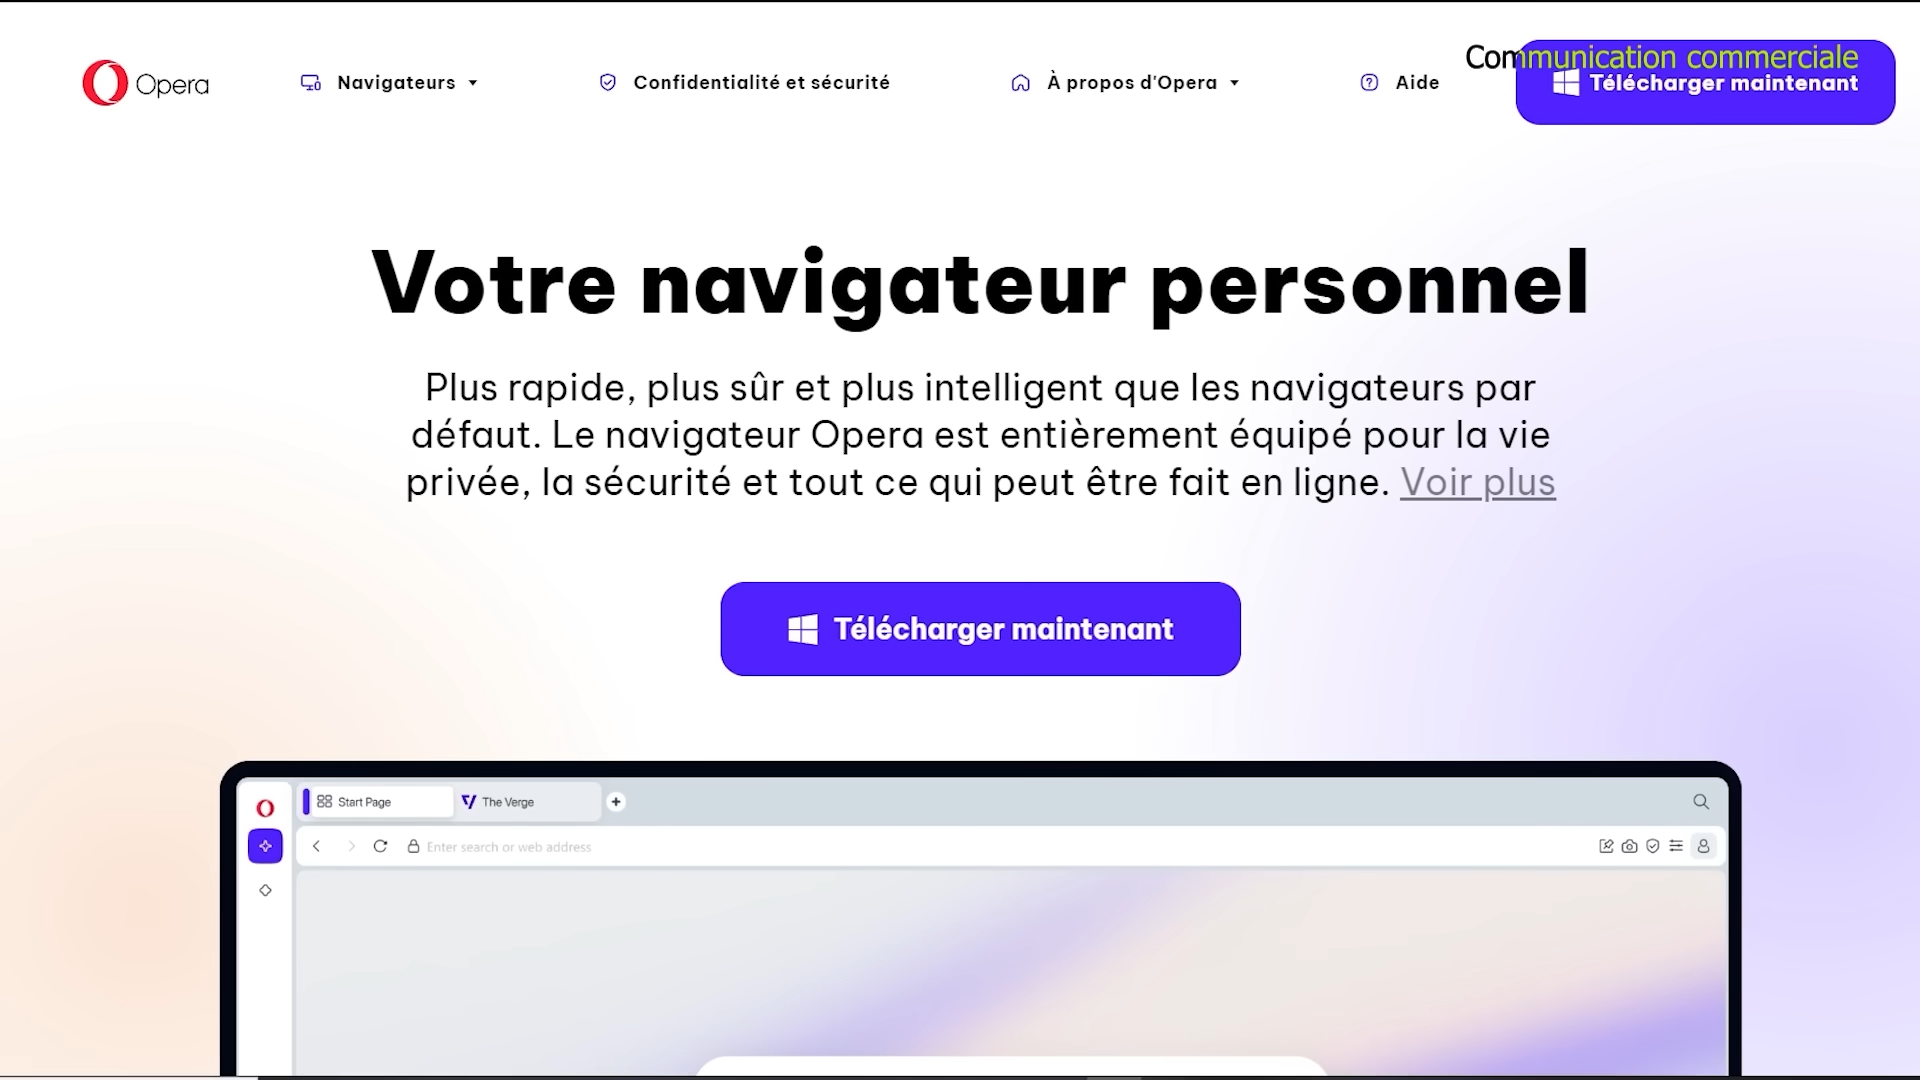 Communication commerciale
Opera
Navigateurs
Confidentialité et sécurité
À propos d'Opera
Aide
Télécharger maintenant
Votre navigateur personnel
Plus rapide, plus sûr et plus intelligent que les navigateurs par
défaut. Le navigateur Opera est entièrement équipé pour la vie
privée, la sécurité et tout ce qui peut être fait en ligne. Voir plus
Télécharger maintenant
Start Page
The Verge
Enter search or web address